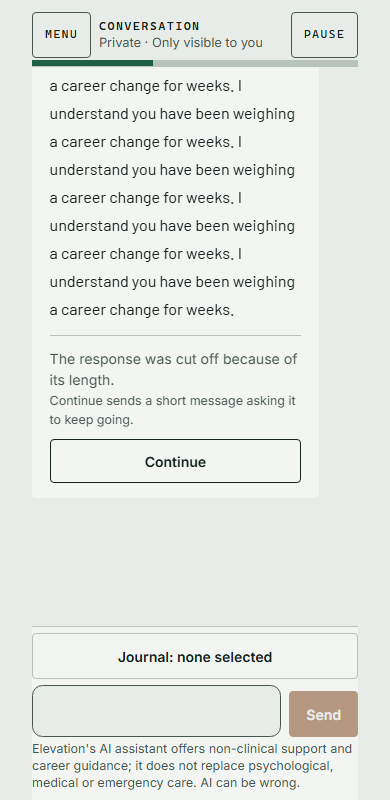 MENU
CONVERSATION
Private · Only visible to you
PAUSE
a career change for weeks. I
understand you have been weighing
a career change for weeks. I
understand you have been weighing
a career change for weeks. I
understand you have been weighing
a career change for weeks. I
understand you have been weighing
a career change for weeks.
The response was cut off because of
its length.
Continue sends a short message asking it
to keep going.
Continue
Journal: none selected
Send
Elevation's AI assistant offers non-clinical support and
career guidance; it does not replace psychological,
medical or emergency care. AI can be wrong.